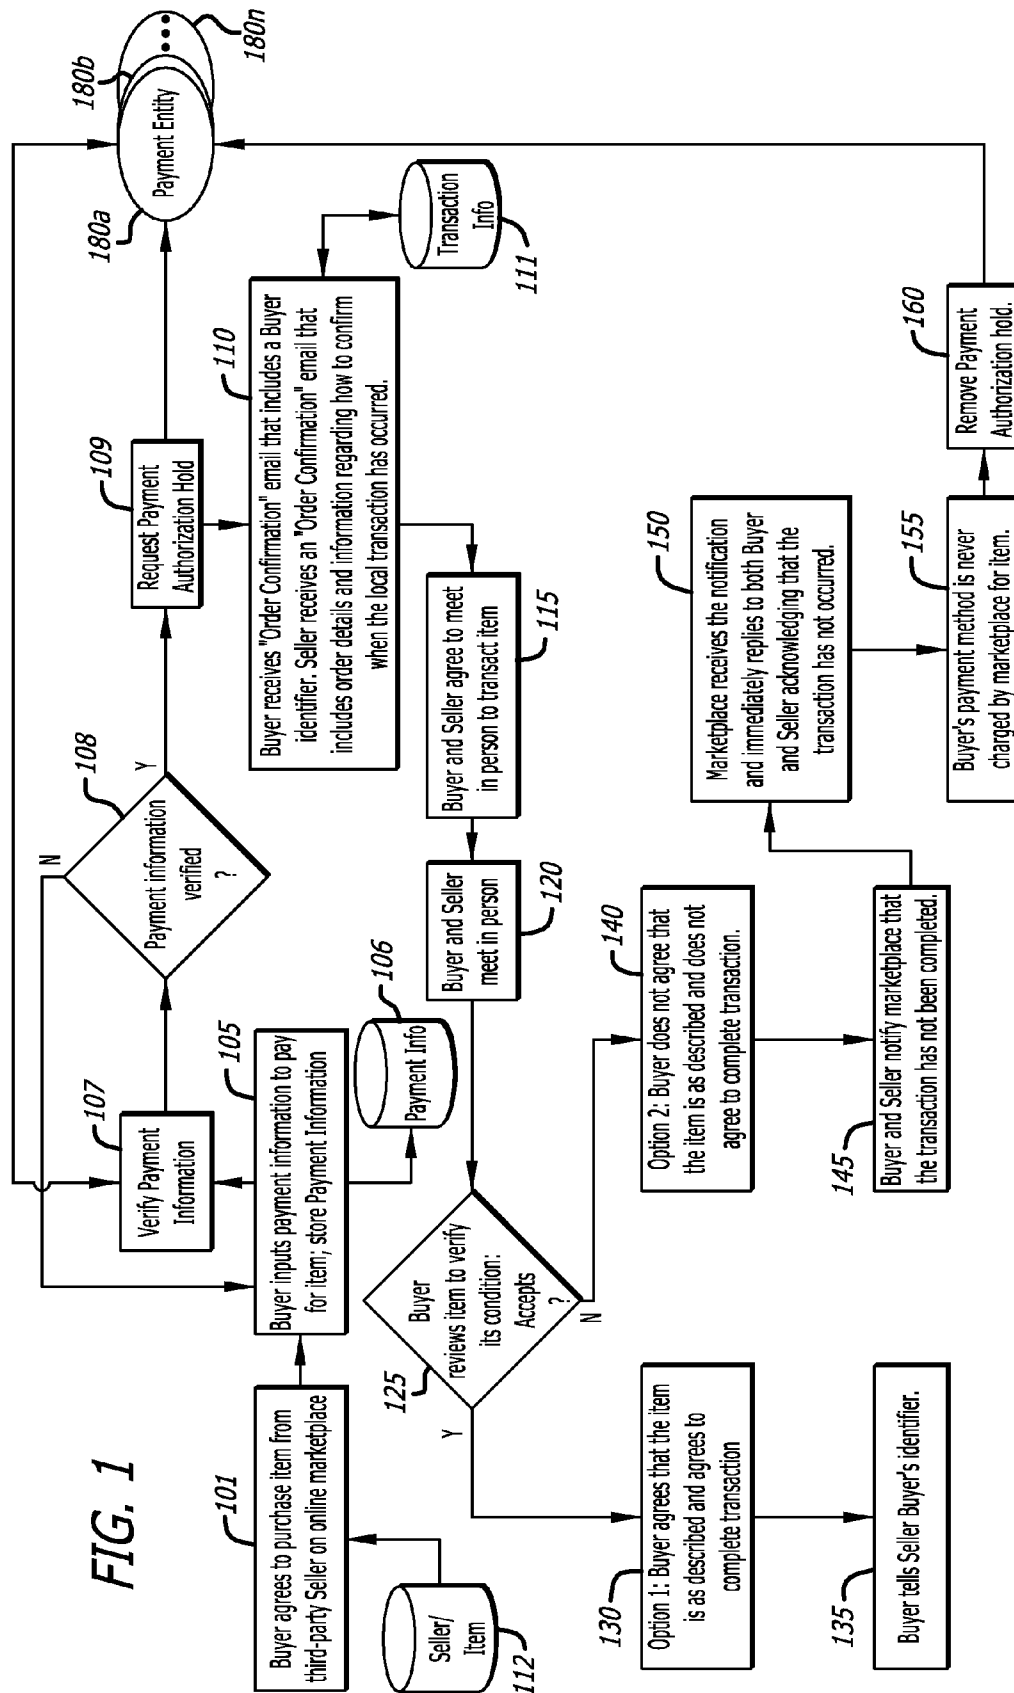 FIG. 1
101
Buyer agrees to purchase item from
third-party Seller on online marketplace
Seller/
Item
112
105
Buyer inputs payment information to pay
for item; store Payment Information
106
Payment Info
107
Verify Payment
Information
108
Payment information
verified
?
N
Y
109
Request Payment
Authorization Hold
180a
180b
180n
Payment Entity
110
Buyer receives "Order Confirmation" email that includes a Buyer
identifier. Seller receives an "Order Confirmation" email that
includes order details and information regarding how to confirm
when the local transaction has occurred.
Transaction
Info
111
Buyer and Seller agree to meet
in person to transact item
115
Buyer and Seller
meet in person
120
125
Buyer
reviews item to verify
its condition:
Accepts
?
Y
N
130
Option 1: Buyer agrees that the item
is as described and agrees to
complete transaction
135
Buyer tells Seller Buyer's identifier.
140
Option 2: Buyer does not agree that
the item is as described and does not
agree to complete transaction.
145
Buyer and Seller notify marketplace that
the transaction has not been completed.
150
Marketplace receives the notification
and immediately replies to both Buyer
and Seller acknowledging that the
transaction has not occurred.
155
Buyer's payment method is never
charged by marketplace for item.
160
Remove Payment
Authorization hold.